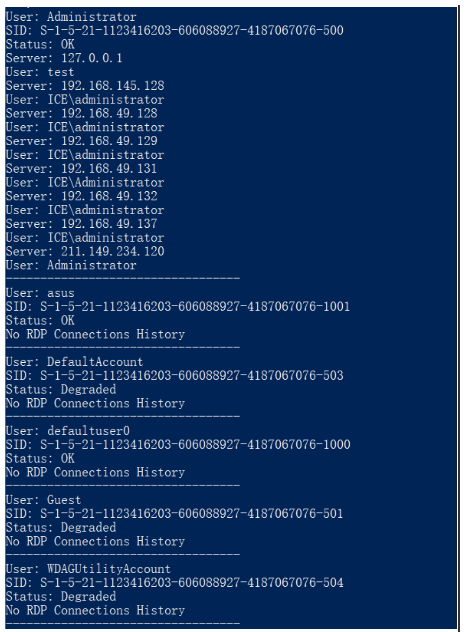 User: Administrator
SID: S-1-5-21-1123416203-606088927-4187067076-500
Status: OK
Server: 127.0.0.1
User: test
Server: 192.168.145.128
User: ICE\administrator
Server: 192.168.49.128
User: ICE\administrator
Server: 192.168.49.129
User: ICE\administrator
Server: 192.168.49.131
User: ICE\Administrator
Server: 192.168.49.132
User: ICE\administrator
Server: 192.168.49.137
User: ICE\administrator
Server: 211.149.234.120
User: Administrator
----------------------------------
User: asus
SID: S-1-5-21-1123416203-606088927-4187067076-1001
Status: OK
No RDP Connections History
----------------------------------
User: DefaultAccount
SID: S-1-5-21-1123416203-606088927-4187067076-503
Status: Degraded
No RDP Connections History
----------------------------------
User: defaultuser0
SID: S-1-5-21-1123416203-606088927-4187067076-1000
Status: OK
No RDP Connections History
----------------------------------
User: Guest
SID: S-1-5-21-1123416203-606088927-4187067076-501
Status: Degraded
No RDP Connections History
----------------------------------
User: WDAGUtilityAccount
SID: S-1-5-21-1123416203-606088927-4187067076-504
Status: Degraded
No RDP Connections History
----------------------------------